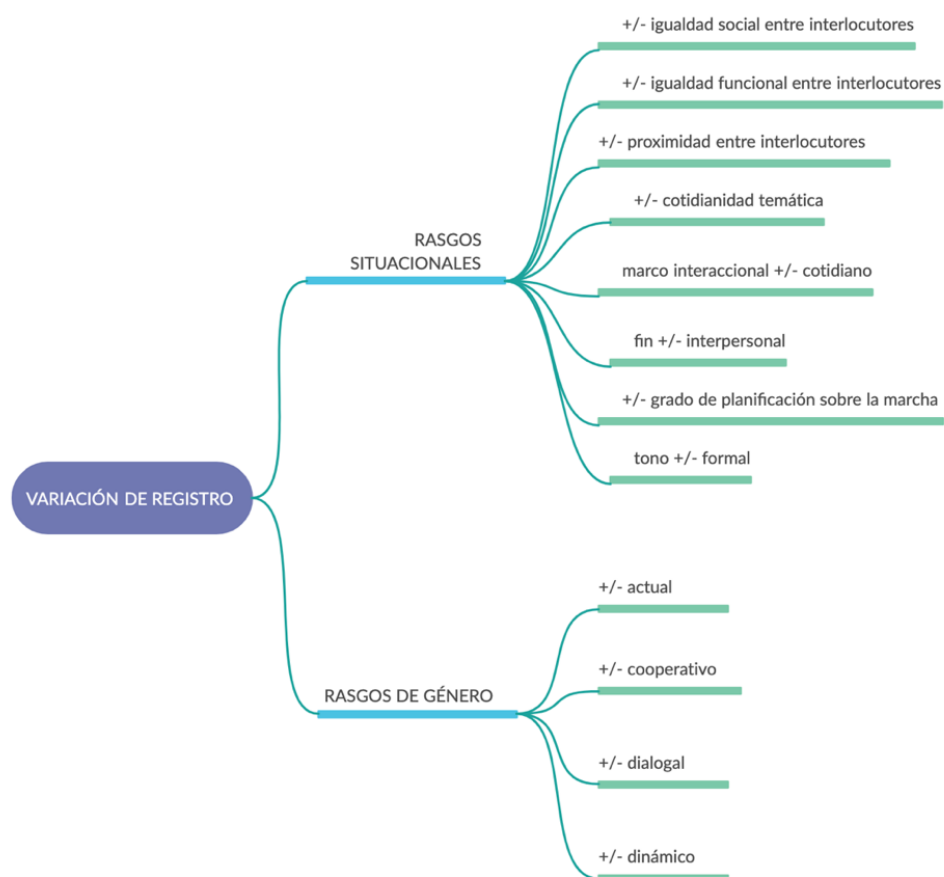 VARIACIÓN DE REGISTRO
RASGOS
SITUACIONALES
+/- igualdad social entre interlocutores
+/- igualdad funcional entre interlocutores
+/- proximidad entre interlocutores
+/- cotidianidad temática
marco interaccional +/- cotidiano
fin +/- interpersonal
+/- grado de planificación sobre la marcha
tono +/- formal
RASGOS DE GÉNERO
+/- actual
+/- cooperativo
+/- dialogal
+/- dinámico